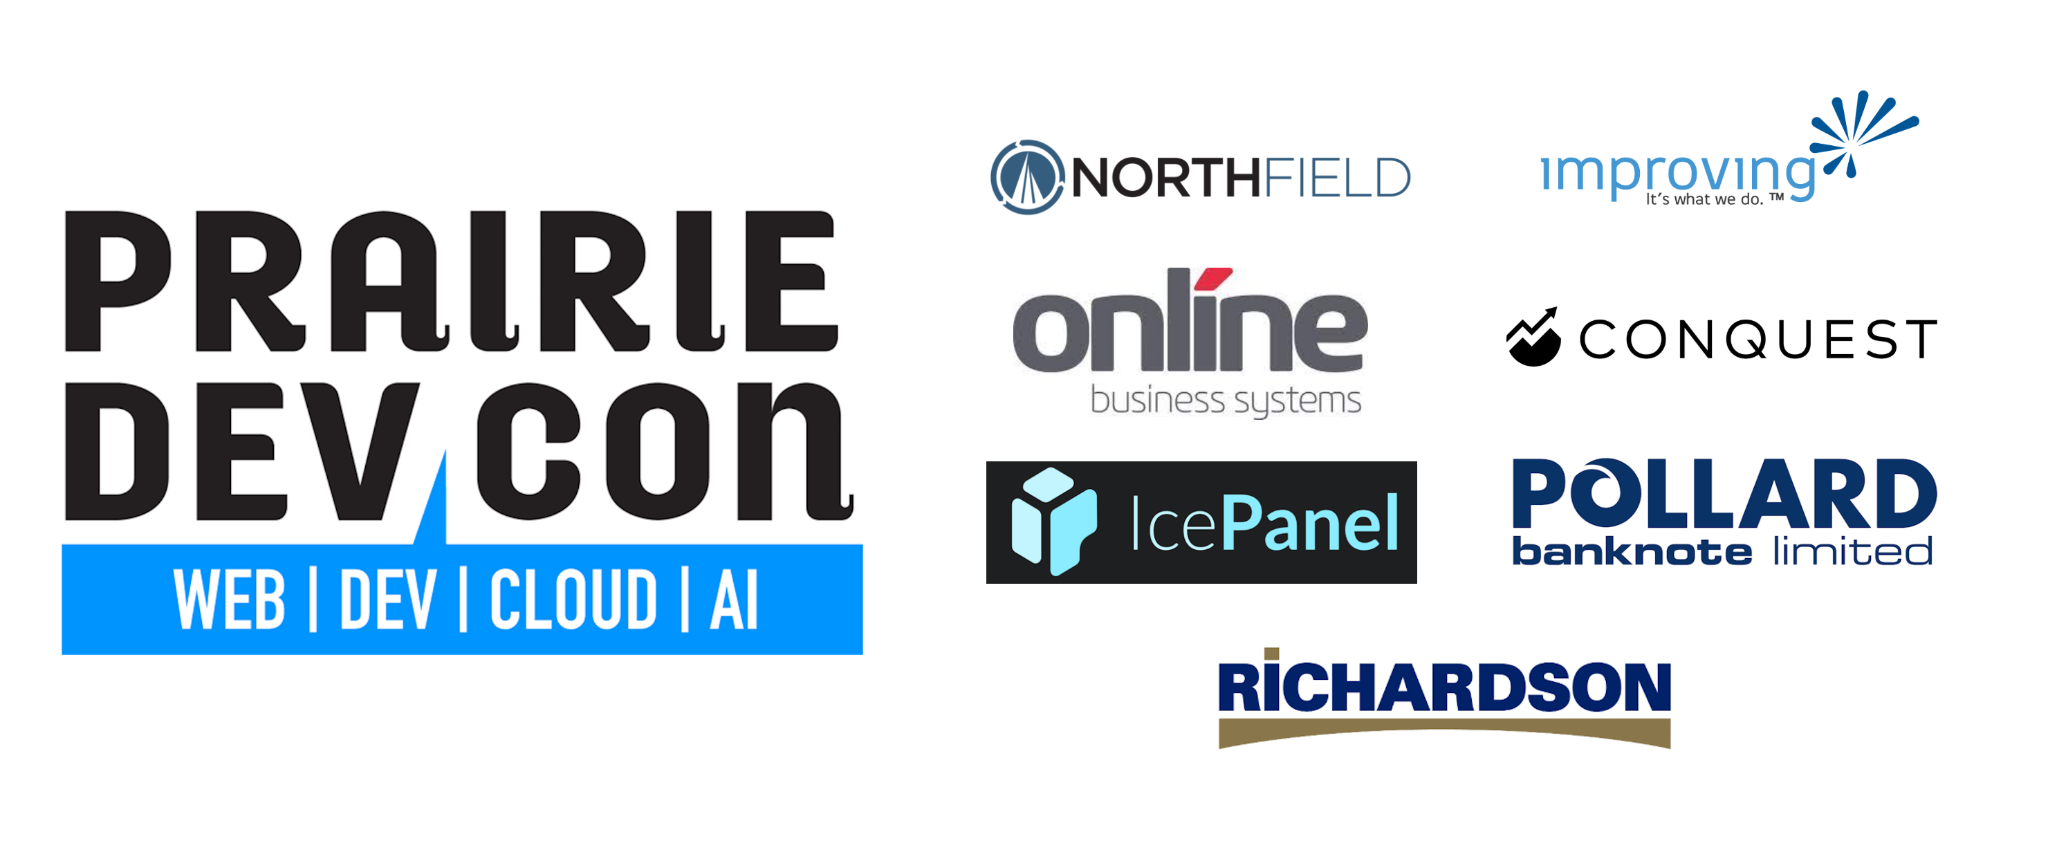 PRAIRIE
DEV CON
WEB | DEV | CLOUD | AI
NORTHFIELD
improving
It's what we do.™
online
business systems
CONQUEST
IcePanel
POLLARD
banknote limited
RiCHARDSON